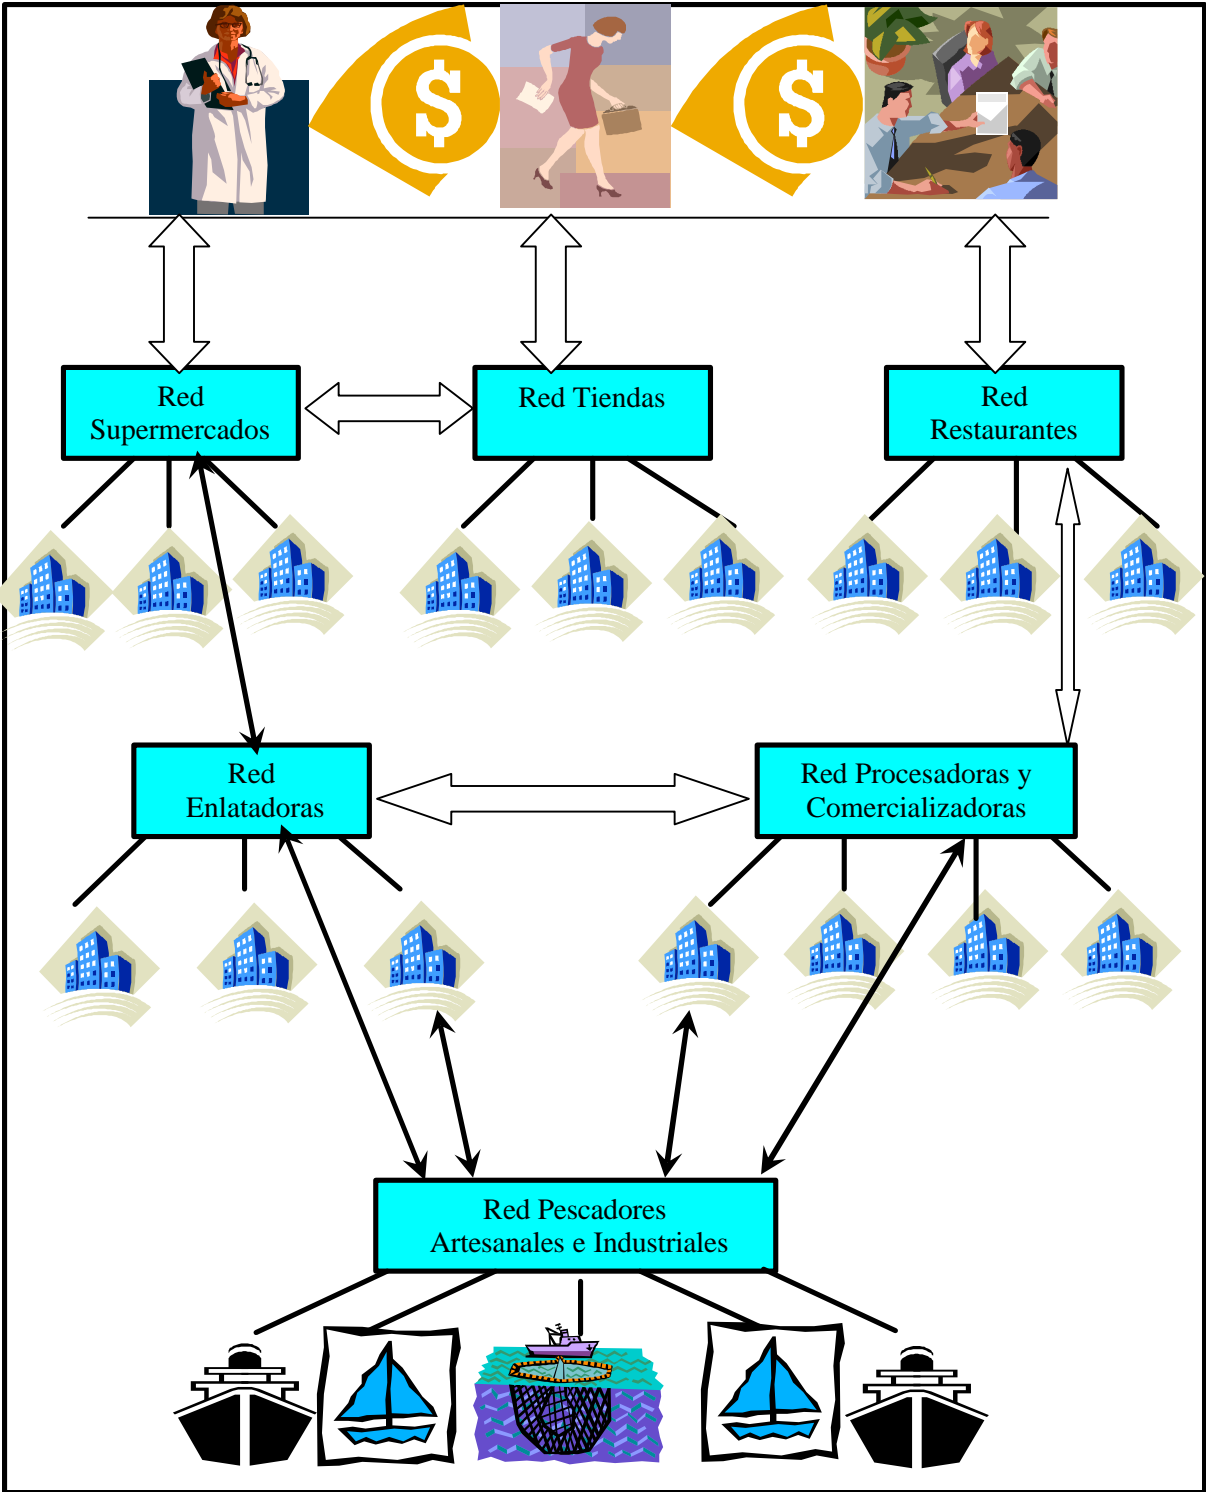 $
$
Red
Supermercados
Red Tiendas
Red
Restaurantes
Red
Enlatadoras
Red Procesadoras y
Comercializadoras
Red Pescadores
Artesanales e Industriales